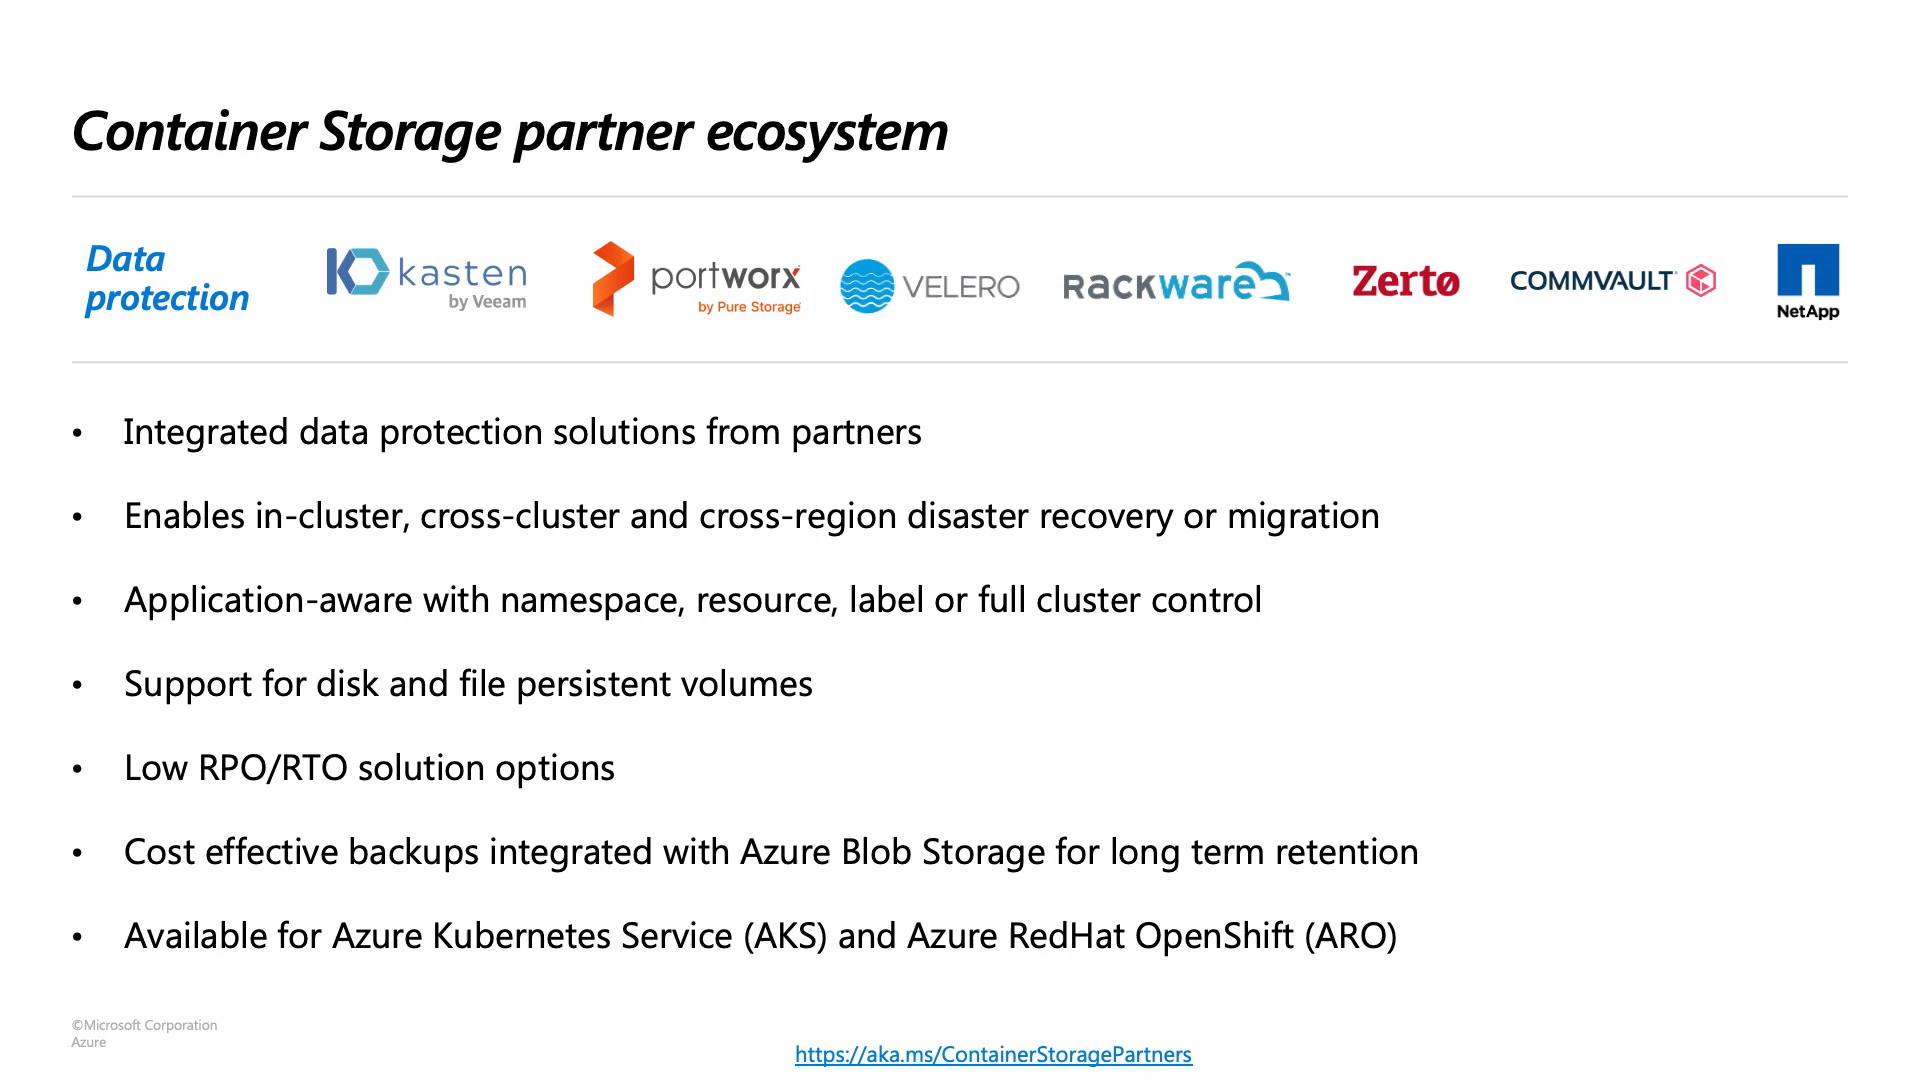 Container Storage partner ecosystem
Data
protection
kasten
by Veeam
portworx
by Pure Storage
VELERO
Rackware
Zerto
COMMVAULT
NetApp
• Integrated data protection solutions from partners
• Enables in-cluster, cross-cluster and cross-region disaster recovery or migration
• Application-aware with namespace, resource, label or full cluster control
• Support for disk and file persistent volumes
• Low RPO/RTO solution options
• Cost effective backups integrated with Azure Blob Storage for long term retention
• Available for Azure Kubernetes Service (AKS) and Azure RedHat OpenShift (ARO)
©Microsoft Corporation
Azure
https://aka.ms/ContainerStoragePartners